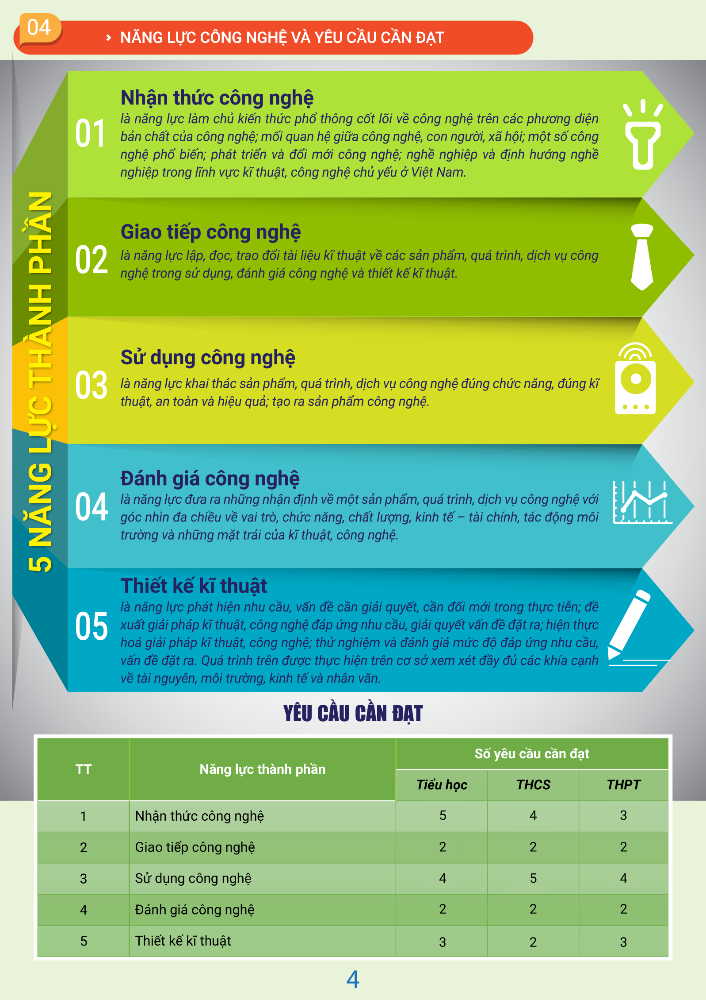 04
NĂNG LỰC CÔNG NGHỆ VÀ YÊU CẦU CẦN ĐẠT
5 NĂNG LỰC THÀNH PHẦN
01
Nhận thức công nghệ
là năng lực làm chủ kiến thức phổ thông cốt lõi về công nghệ trên các phương diện
bản chất của công nghệ; mối quan hệ giữa công nghệ, con người, xã hội; một số công
nghệ phổ biến; phát triển và đổi mới công nghệ; nghề nghiệp và định hướng nghề
nghiệp trong lĩnh vực kĩ thuật, công nghệ chủ yếu ở Việt Nam.
02
Giao tiếp công nghệ
là năng lực lập, đọc, trao đổi tài liệu kĩ thuật về các sản phẩm, quá trình, dịch vụ công
nghệ trong sử dụng, đánh giá công nghệ và thiết kế kĩ thuật.
03
Sử dụng công nghệ
là năng lực khai thác sản phẩm, quá trình, dịch vụ công nghệ đúng chức năng, đúng kĩ
thuật, an toàn và hiệu quả; tạo ra sản phẩm công nghệ.
04
Đánh giá công nghệ
là năng lực đưa ra những nhận định về một sản phẩm, quá trình, dịch vụ công nghệ với
góc nhìn đa chiều về vai trò, chức năng, chất lượng, kinh tế – tài chính, tác động môi
trường và những mặt trái của kĩ thuật, công nghệ.
05
Thiết kế kĩ thuật
là năng lực phát hiện nhu cầu, vấn đề cần giải quyết, cần đổi mới trong thực tiễn; đề
xuất giải pháp kĩ thuật, công nghệ đáp ứng nhu cầu, giải quyết vấn đề đặt ra; hiện thực
hoá giải pháp kĩ thuật, công nghệ; thử nghiệm và đánh giá mức độ đáp ứng nhu cầu,
vấn đề đặt ra. Quá trình trên được thực hiện trên cơ sở xem xét đầy đủ các khía cạnh
về tài nguyên, môi trường, kinh tế và nhân văn.
YÊU CẦU CẦN ĐẠT
TT Năng lực thành phần Số yêu cầu cần đạt
Tiểu học THCS THPT
1 Nhận thức công nghệ 5 4 3
2 Giao tiếp công nghệ 2 2 2
3 Sử dụng công nghệ 4 5 4
4 Đánh giá công nghệ 2 2 2
5 Thiết kế kĩ thuật 3 2 3
4